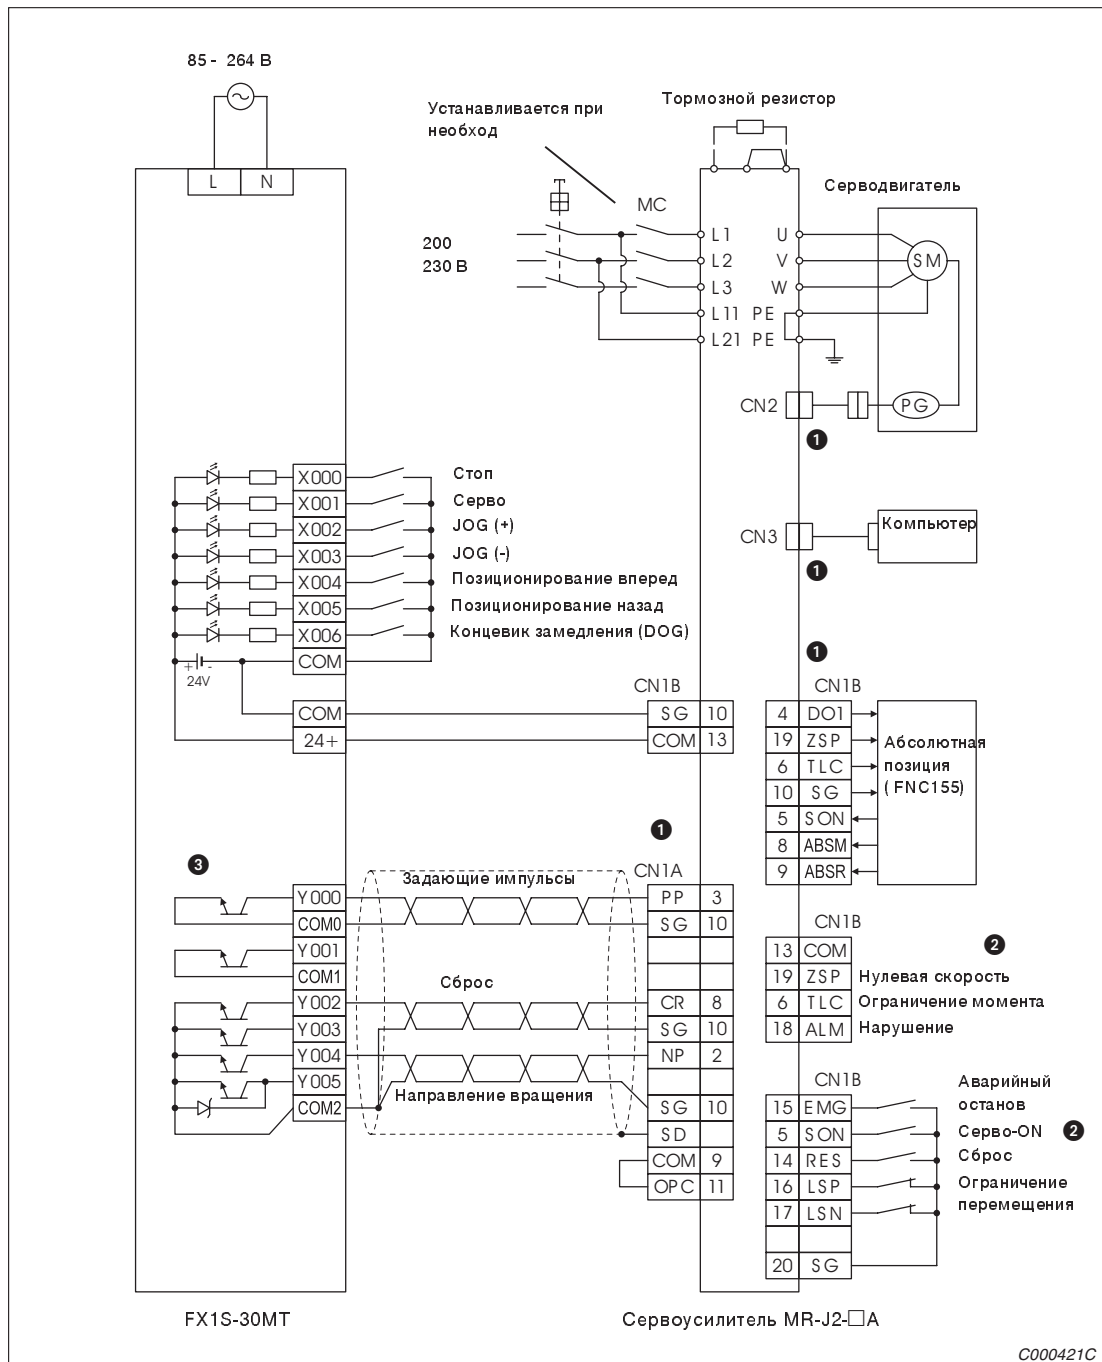 85 - 264 В
L N
Устанавливается при
необход
Тормозной резистор
MC
200
230 В
L1 U
L2 V
L3 W
L11 PE
L21 PE
Серводвигатель
SM
PG
CN2
1
CN3
Компьютер
1
X000 Стоп
X001 Серво
X002 JOG (+)
X003 JOG (-)
X004 Позиционирование вперед
X005 Позиционирование назад
X006 Концевик замедления (DOG)
COM
+ -
24V
COM
24+
CN1B
SG 10
COM 13
1
CN1B
4 DO1
19 ZSP
6 TLC
10 SG
5 SON
8 ABSM
9 ABSR
Абсолютная
позиция
( FNC155)
3
Y000
COM0
Y001
COM1
Y002
Y003
Y004
Y005
COM2
Задающие импульсы
Сброс
Направление вращения
1
CN1A
PP 3
SG 10
CR 8
SG 10
NP 2
SG 10
SD
COM 9
OPC 11
CN1B
2
13 COM
19 ZSP Нулевая скорость
6 TLC Ограничение момента
18 ALM Нарушение
CN1B
15 EMG
5 SON
14 RES
16 LSP
17 LSN
20 SG
Аварийный
останов
Серво-ON 2
Сброс
Ограничение
перемещения
FX1S-30MT
Сервоусилитель MR-J2-□A
C000421C